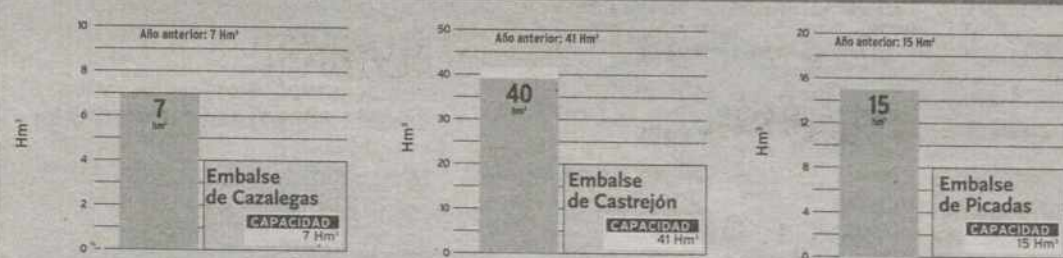 Hm³
10
8
6
4
2
0
Año anterior: 7 Hm³
7
hm³
Embalse
de Cazalegas
CAPACIDAD
7 Hm³
Hm³
50
40
20
10
0
Año anterior: 41 Hm³
40
hm³
Embalse
de Castrejón
CAPACIDAD
41 Hm³
Hm³
20
16
12
8
4
0
Año anterior: 15 Hm³
15
hm³
Embalse
de Picadas
CAPACIDAD
15 Hm³